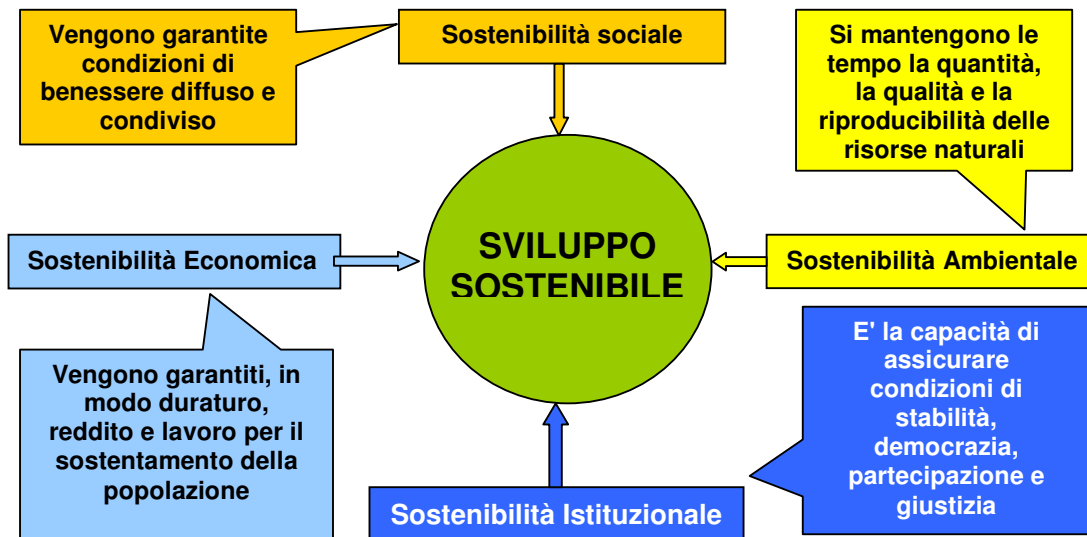 Vengono garantite
condizioni di
benessere diffuso e
condiviso
Sostenibilità sociale
Si mantengono le
tempo la quantità,
la qualità e la
riproducibilità delle
risorse naturali
SVILUPPO
SOSTENIBILE
Sostenibilità Economica
Sostenibilità Ambientale
Vengono garantiti, in
modo duraturo,
reddito e lavoro per il
sostentamento della
popolazione
E' la capacità di
assicurare
condizioni di
stabilità,
democrazia,
partecipazione e
giustizia
Sostenibilità Istituzionale